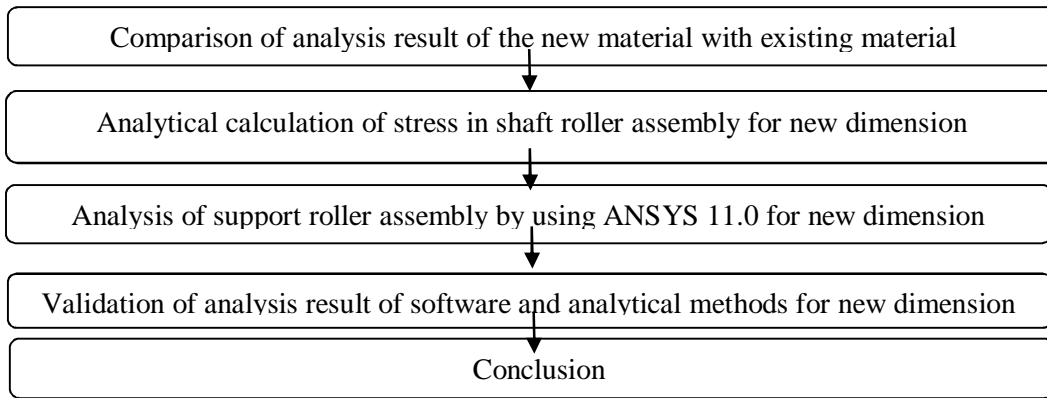 Comparison of analysis result of the new material with existing material
Analytical calculation of stress in shaft roller assembly for new dimension
Analysis of support roller assembly by using ANSYS 11.0 for new dimension
Validation of analysis result of software and analytical methods for new dimension
Conclusion